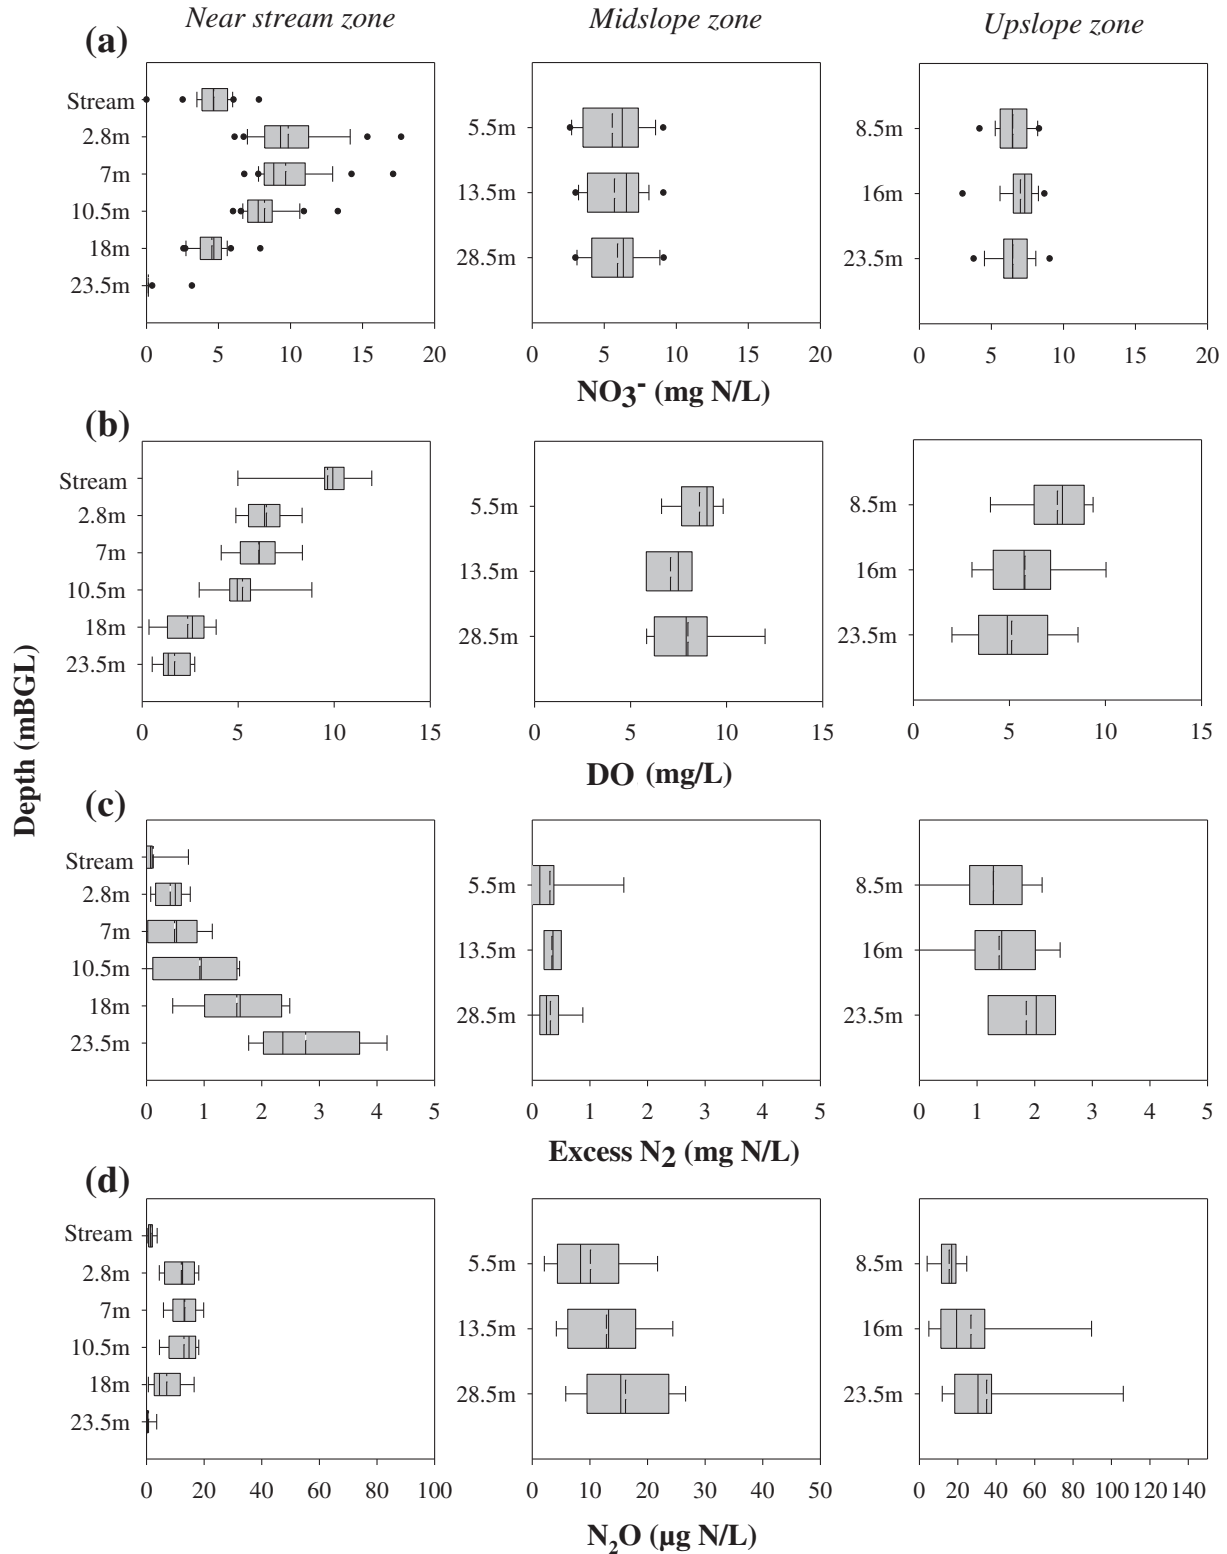 Near stream zone Midslope zone Upslope zone
(a)
Stream
2.8m
7m
10.5m
18m
23.5m
0 5 10 15 20
5.5m
13.5m
28.5m
0 5 10 15 20
8.5m
16m
23.5m
0 5 10 15 20
NO3- (mg N/L)
(b)
Stream
2.8m
7m
10.5m
18m
23.5m
0 5 10 15
5.5m
13.5m
28.5m
0 5 10 15
8.5m
16m
23.5m
0 5 10 15
DO (mg/L)
Depth (mBGL)
(c)
Stream
2.8m
7m
10.5m
18m
23.5m
0 1 2 3 4 5
5.5m
13.5m
28.5m
0 1 2 3 4 5
8.5m
16m
23.5m
0 1 2 3 4 5
Excess N2 (mg N/L)
(d)
Stream
2.8m
7m
10.5m
18m
23.5m
0 20 40 60 80 100
5.5m
13.5m
28.5m
0 10 20 30 40 50
8.5m
16m
23.5m
0 20 40 60 80 100 120 140
N2O (µg N/L)